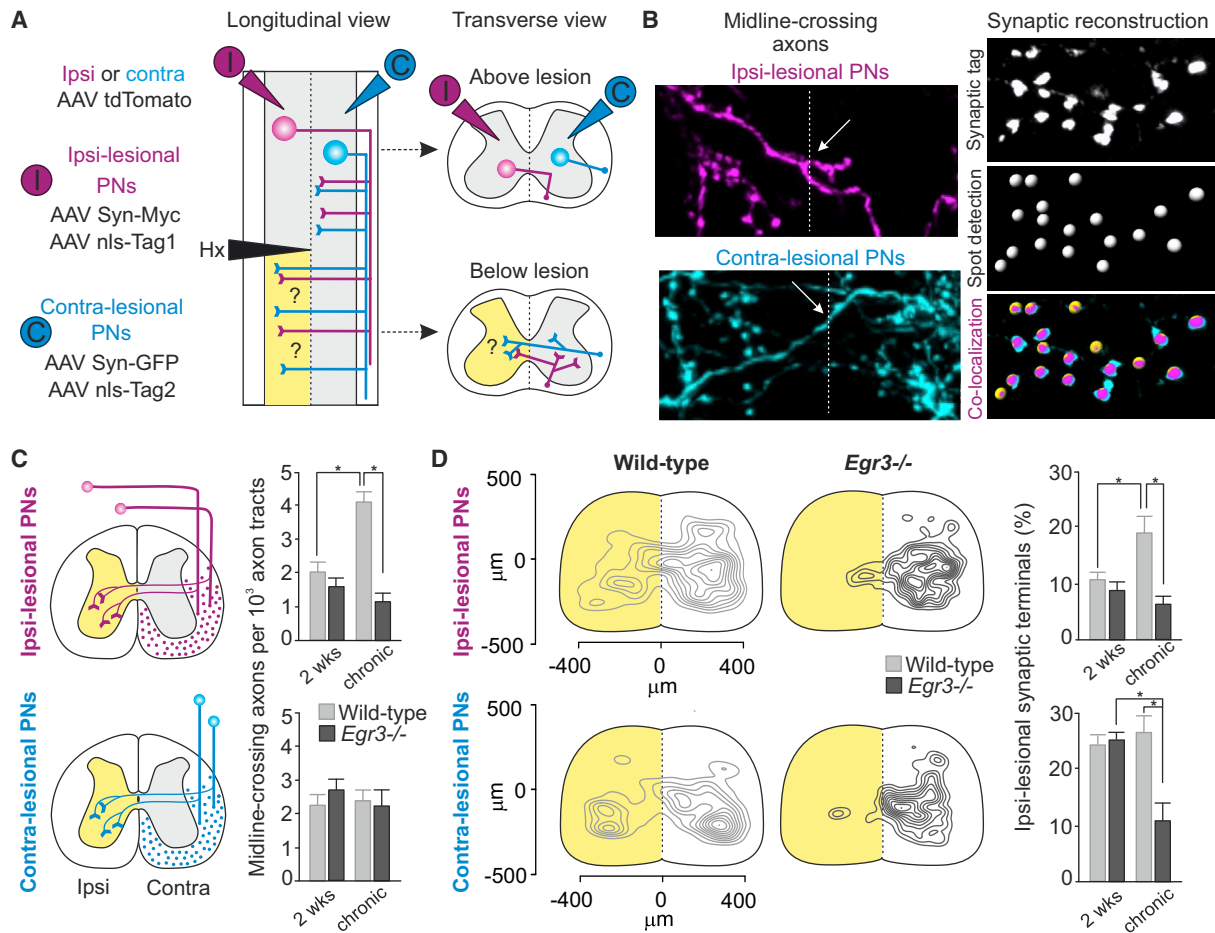 A
Longitudinal view
Transverse view
Ipsi or contra
AAV tdTomato
I
C
Above lesion
I
C
Ipsi-lesional
PNs
I
AAV Syn-Myc
AAV nls-Tag1
Hx
?
?
Contra-lesional
PNs
C
AAV Syn-GFP
AAV nls-Tag2
Below lesion
?
B
Midline-crossing
axons
Ipsi-lesional PNs
Contra-lesional PNs
Synaptic reconstruction
Synaptic tag
Spot detection
Co-localization
C
Ipsi-lesional PNs
Contra-lesional PNs
Ipsi
Contra
Midline-crossing axons per 10³ axon tracts
5
4
3
2
1
0
*
*
2 wks
chronic
5
4
3
2
1
0
Wild-type
Egr3-/-
2 wks
chronic
D
Wild-type
Egr3-/-
Ipsi-lesional PNs
500
µm
0
-500
-400
0
400
µm
Wild-type
Egr3-/-
Contra-lesional PNs
500
µm
0
-500
-400
0
400
µm
Ipsi-lesional synaptic terminals (%)
30
20
10
0
*
*
2 wks
chronic
30
20
10
0
*
*
2 wks
chronic